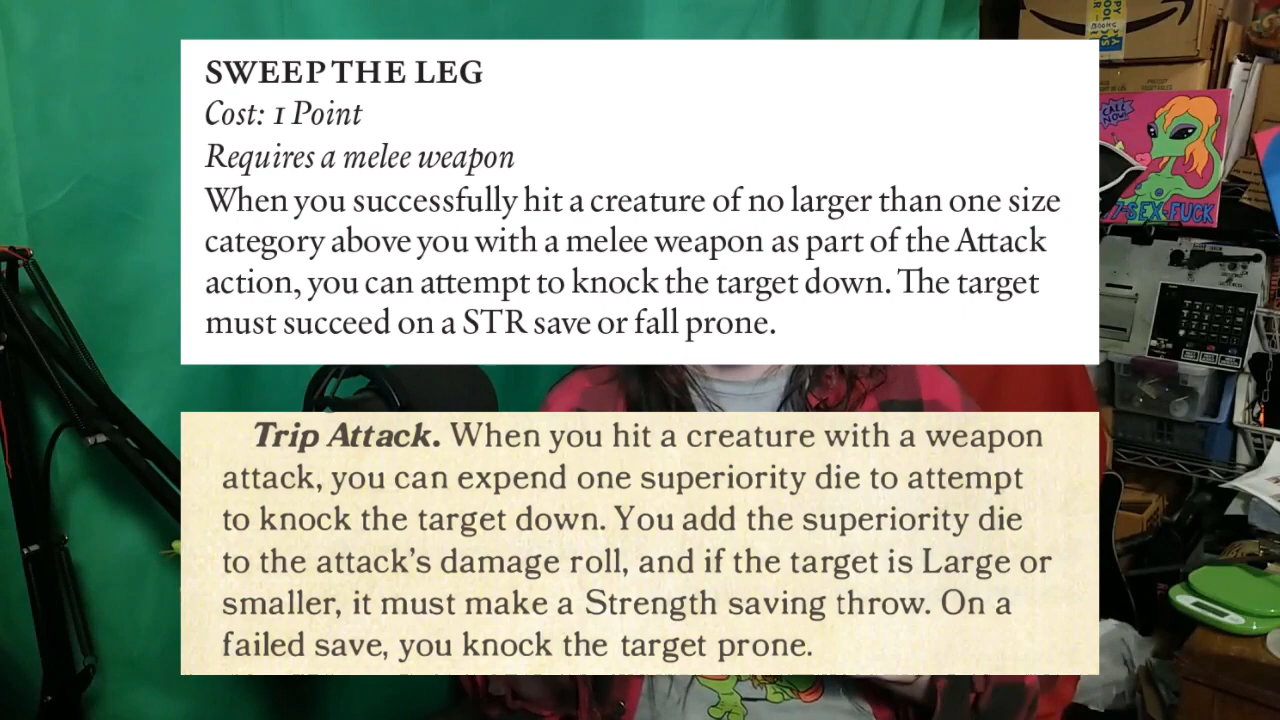 SWEEP THE LEG
Cost: 1 Point
Requires a melee weapon
When you successfully hit a creature of no larger than one size
category above you with a melee weapon as part of the Attack
action, you can attempt to knock the target down. The target
must succeed on a STR save or fall prone.
Trip Attack. When you hit a creature with a weapon
attack, you can expend one superiority die to attempt
to knock the target down. You add the superiority die
to the attack's damage roll, and if the target is Large or
smaller, it must make a Strength saving throw. On a
failed save, you knock the target prone.
CALL
NOW!
7-SEX-FUCK